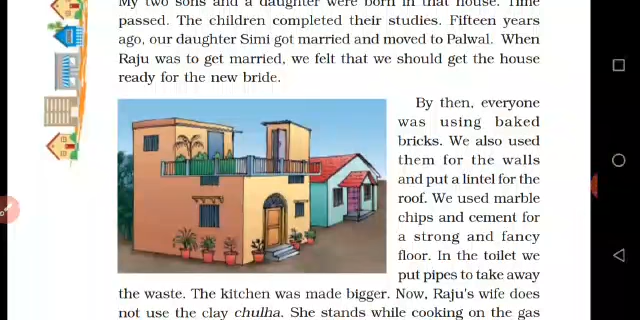 My two sons and a daughter were born in that house. Time
passed. The children completed their studies. Fifteen years
ago, our daughter Simi got married and moved to Palwal. When
Raju was to get married, we felt that we should get the house
ready for the new bride.
By then, everyone
was using baked
bricks. We also used
them for the walls
and put a lintel for the
roof. We used marble
chips and cement for
a strong and fancy
floor. In the toilet we
put pipes to take away
the waste. The kitchen was made bigger. Now, Raju's wife does
not use the clay chulha. She stands while cooking on the gas